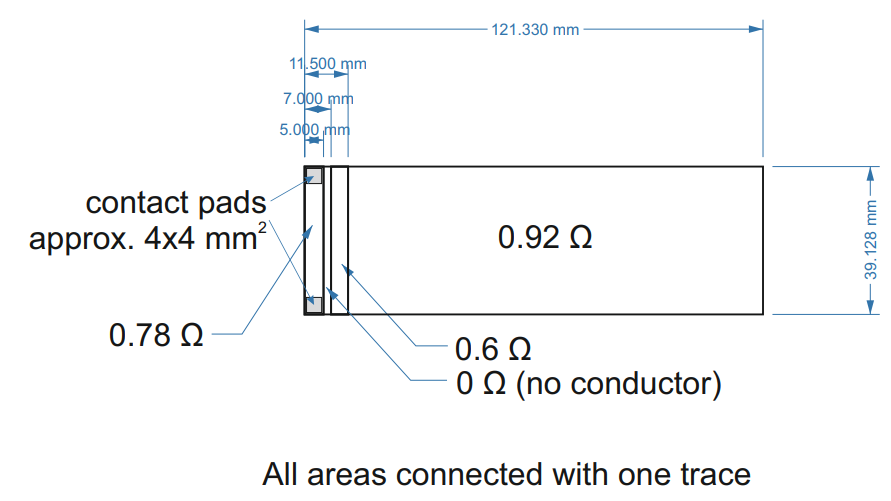 121.330 mm
11.500 mm
7.000 mm
5.000 mm
contact pads
approx. 4x4 mm²
0.92 Ω
39.128 mm
0.78 Ω
0.6 Ω
0 Ω (no conductor)
All areas connected with one trace